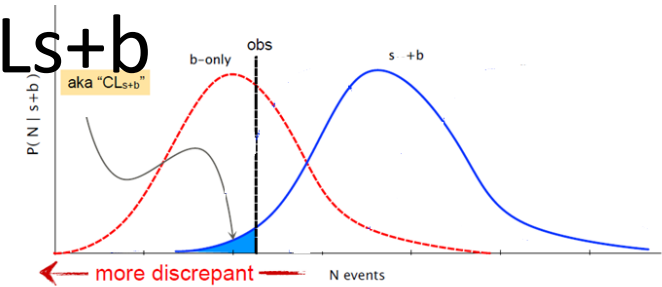 Ls+b
aka “CLs+b”
b-only
obs
s +b
P( N | s+b )
more discrepant
N events